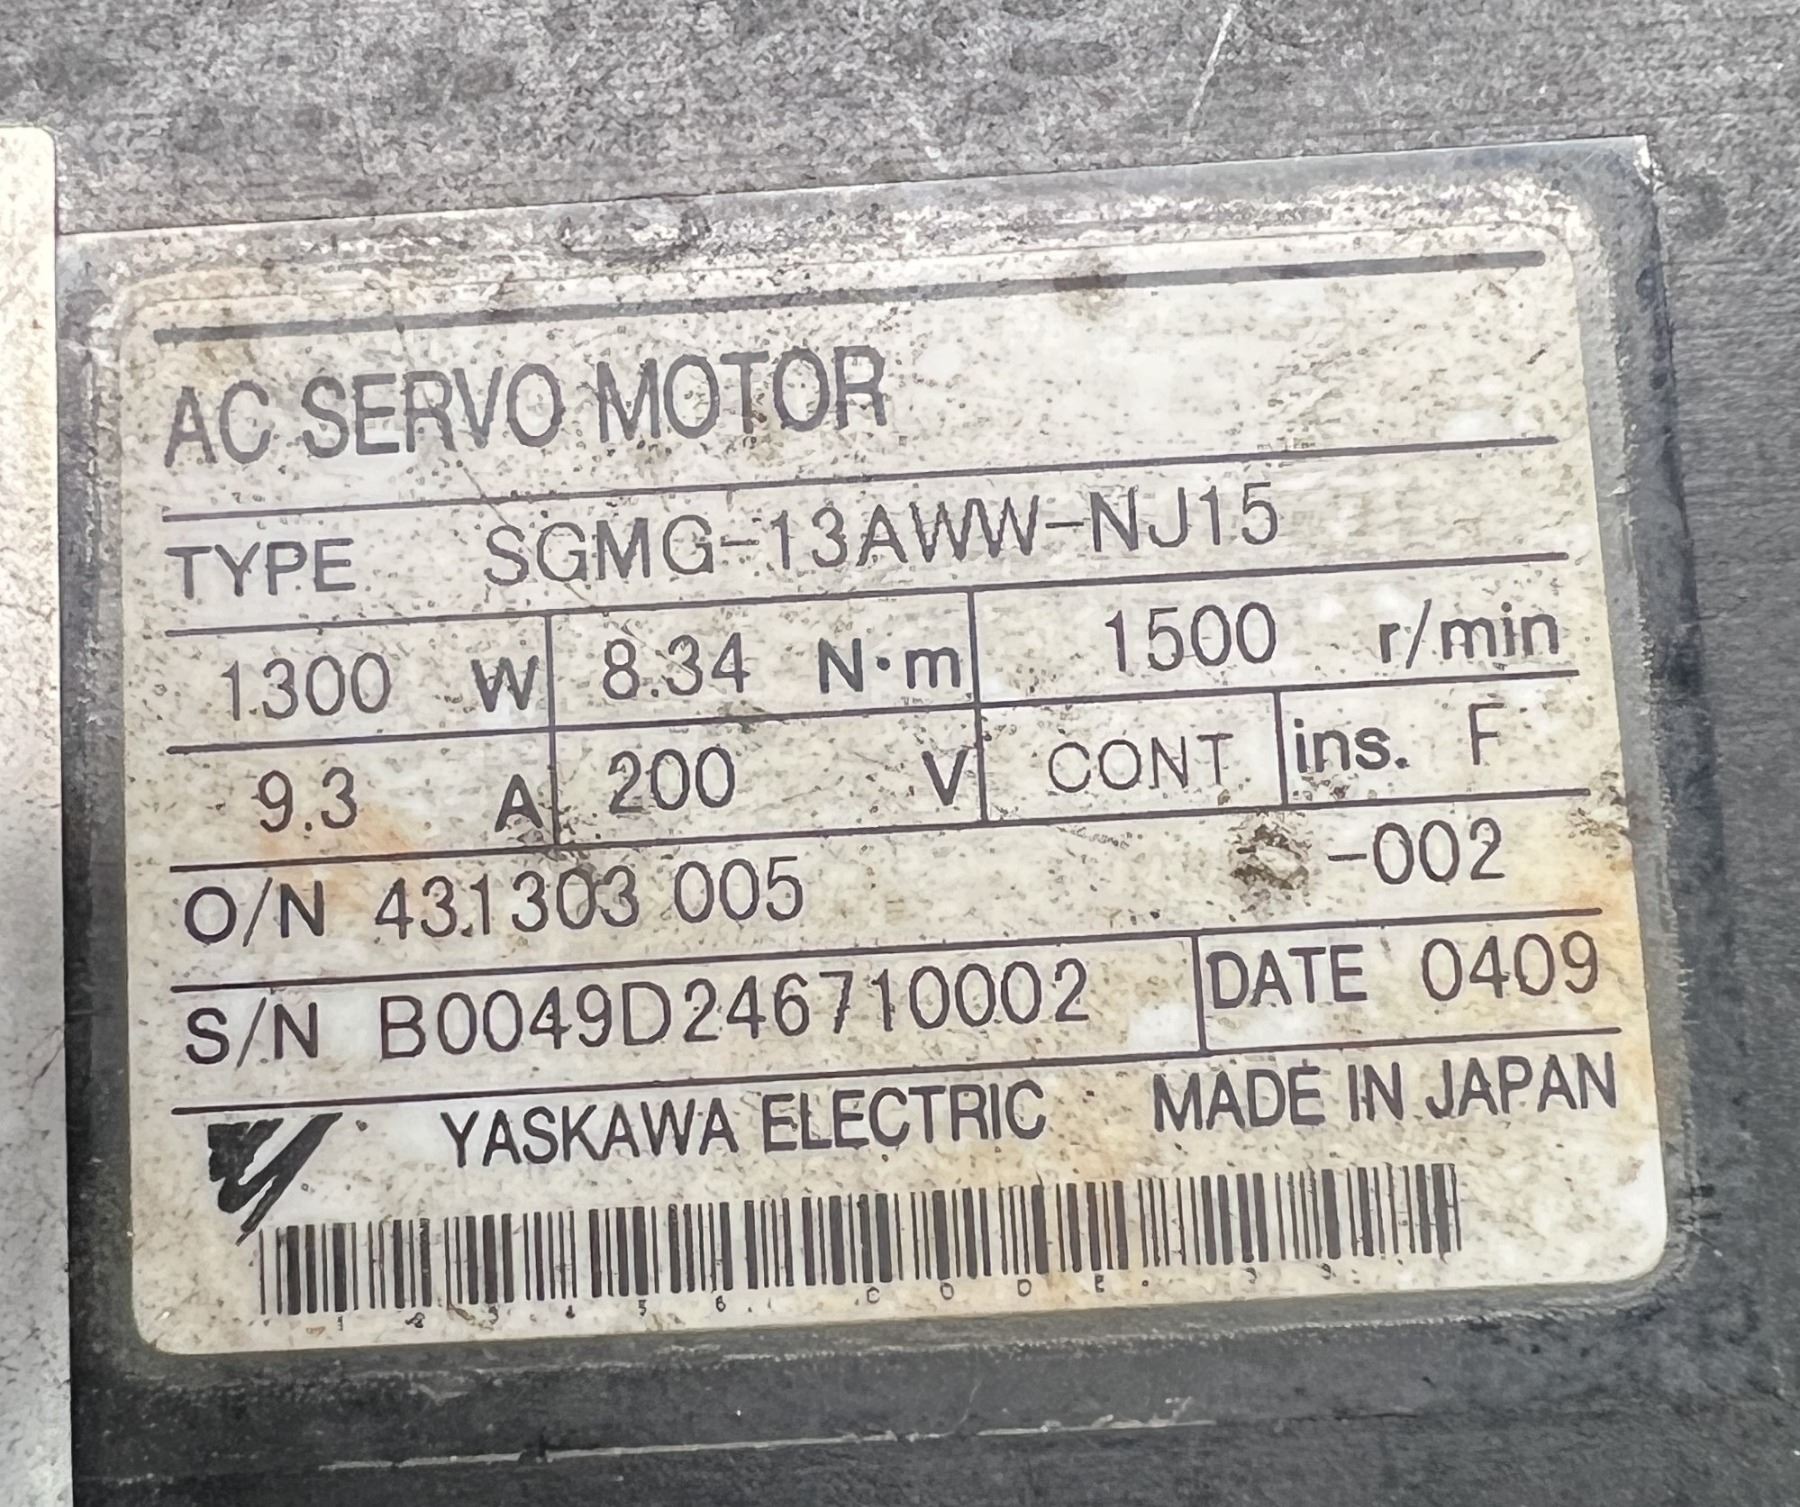 AC SERVO MOTOR
TYPE SGMG-13AWW-NJ15
1300 W 8.34 N·m 1500 r/min
9.3 A 200 V CONT ins. F
O/N 431303 005 -002
S/N B0049D246710002 DATE 0409
YASKAWA ELECTRIC MADE IN JAPAN